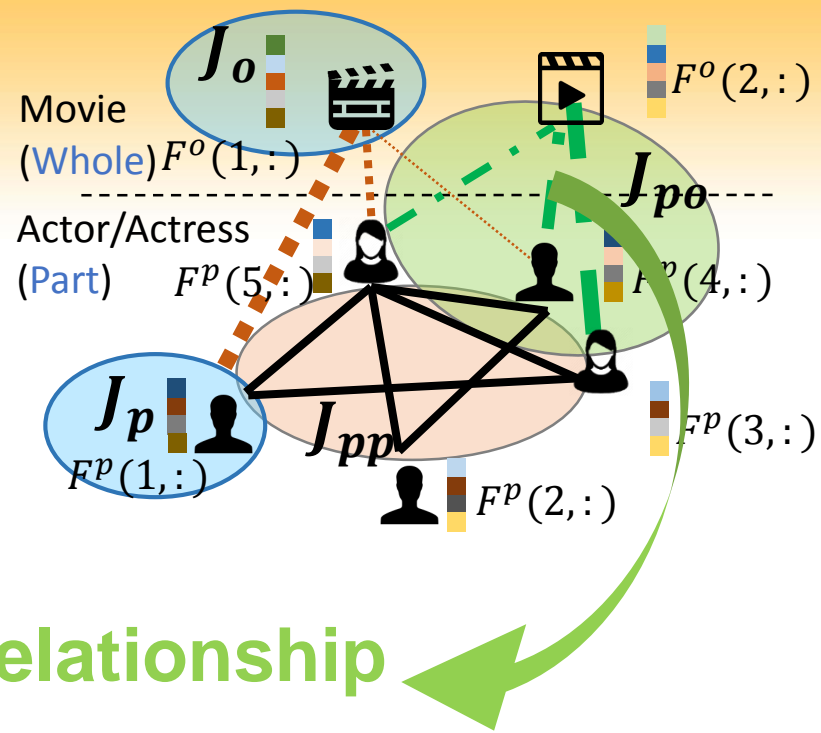 J_o
F^o(2,:)
Movie
(Whole) F^o(1,:)
J_po
Actor/Actress
(Part) F^p(5,:)
F^p(4,:)
J_p
J_pp
F^p(3,:)
F^p(1,:)
F^p(2,:)
elationship